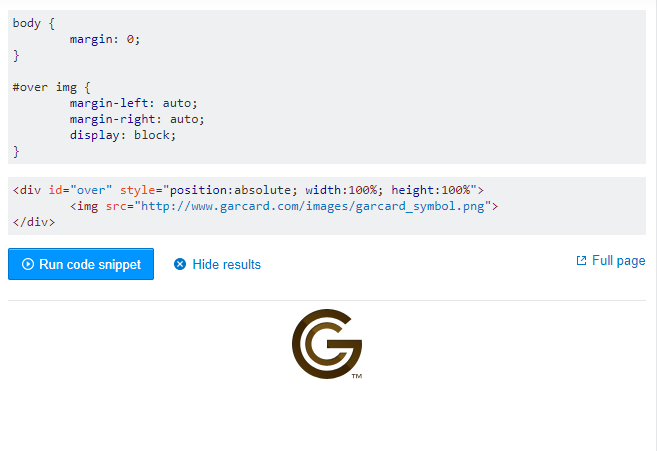 body {
        margin: 0;
}

#over img {
        margin-left: auto;
        margin-right: auto;
        display: block;
}

<div id="over" style="position:absolute; width:100%; height:100%">
        <img src="http://www.garcard.com/images/garcard_symbol.png">
</div>
Run code snippet Hide results Full page
TM